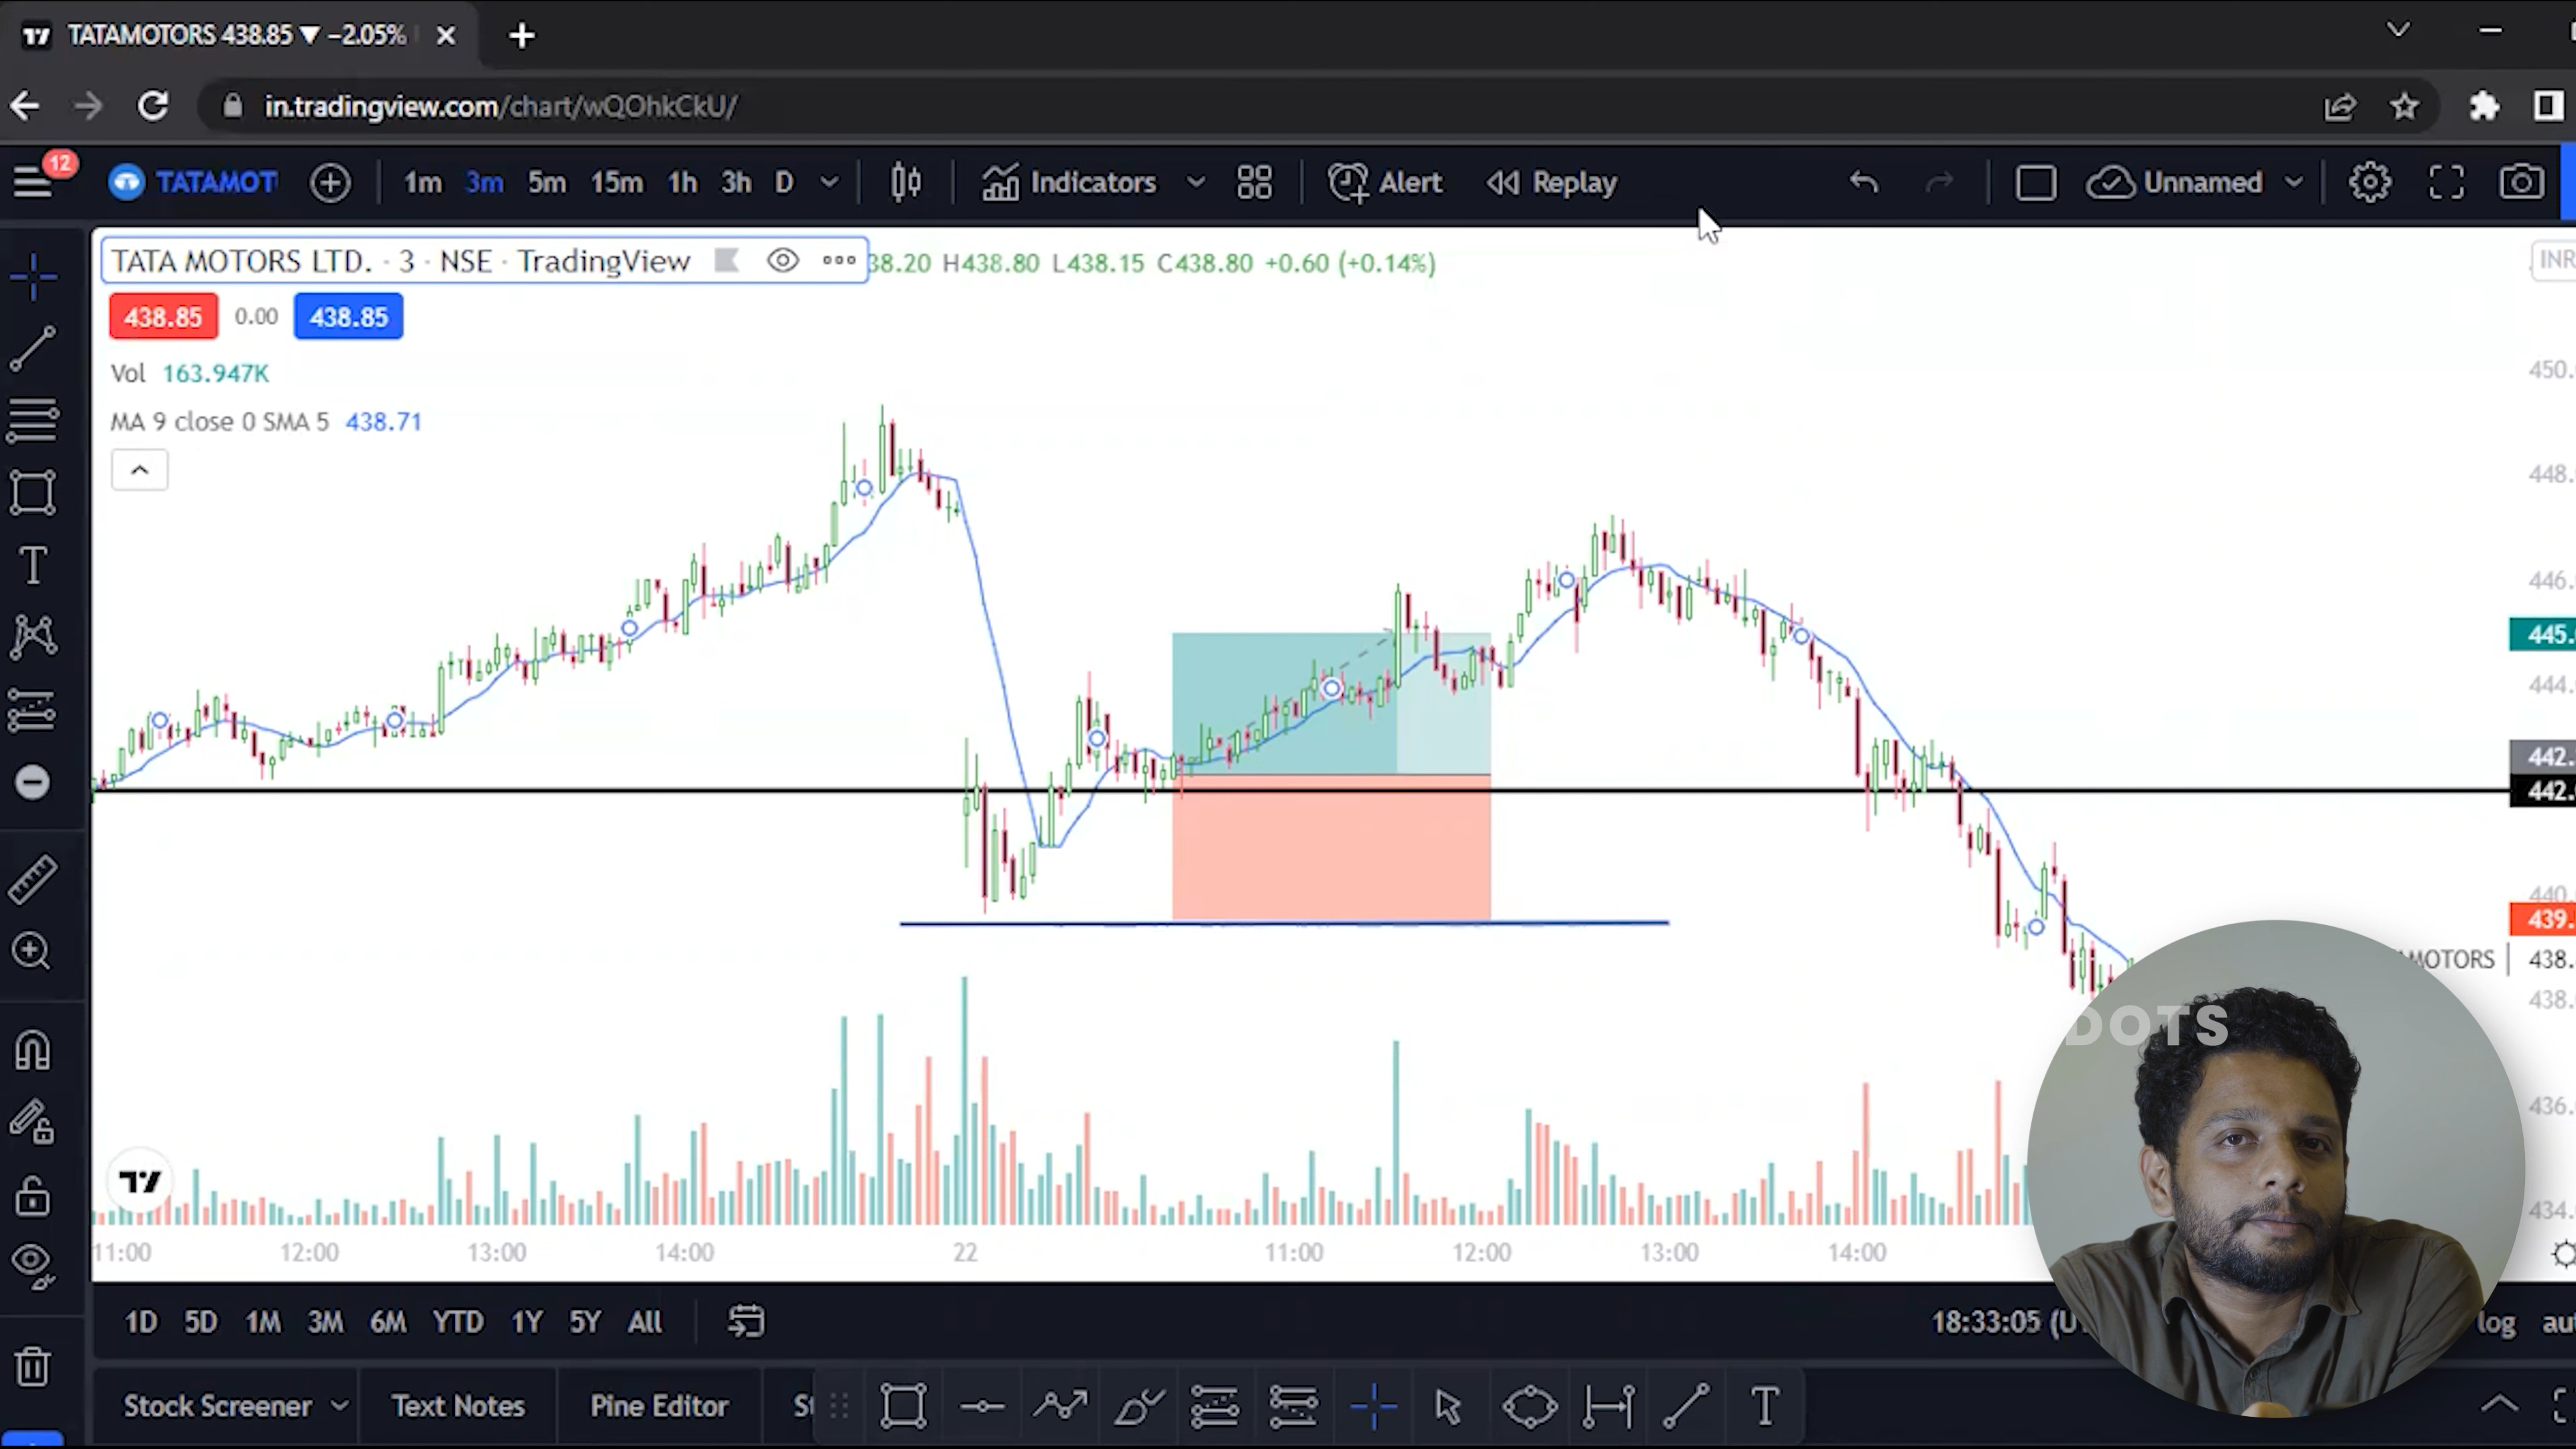 TATAMOTORS 438.85 ▼ −2.05%
in.tradingview.com/chart/wQOhkCkU/
12
TATAMOT 1m 3m 5m 15m 1h 3h D Indicators Alert Replay Unnamed
TATA MOTORS LTD. · 3 · NSE · TradingView 38.20 H438.80 L438.15 C438.80 +0.60 (+0.14%)
INR
438.85 0.00 438.85
Vol 163.947K
MA 9 close 0 SMA 5 438.71
450.
448.
446.
445.
444.
442.
442.
440.
439.
MOTORS 438.
438.
DOTS
436.
434.
11:00 12:00 13:00 14:00 22 11:00 12:00 13:00 14:00
1D 5D 1M 3M 6M YTD 1Y 5Y All 18:33:05 (U log au
Stock Screener Text Notes Pine Editor St